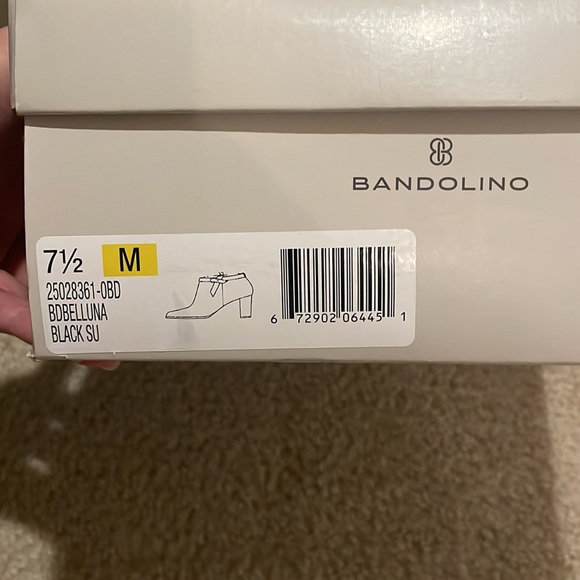 BANDOLINO
7½ M
25028361-0BD
BDBELLUNA
BLACK SU
6 72902 06445 1